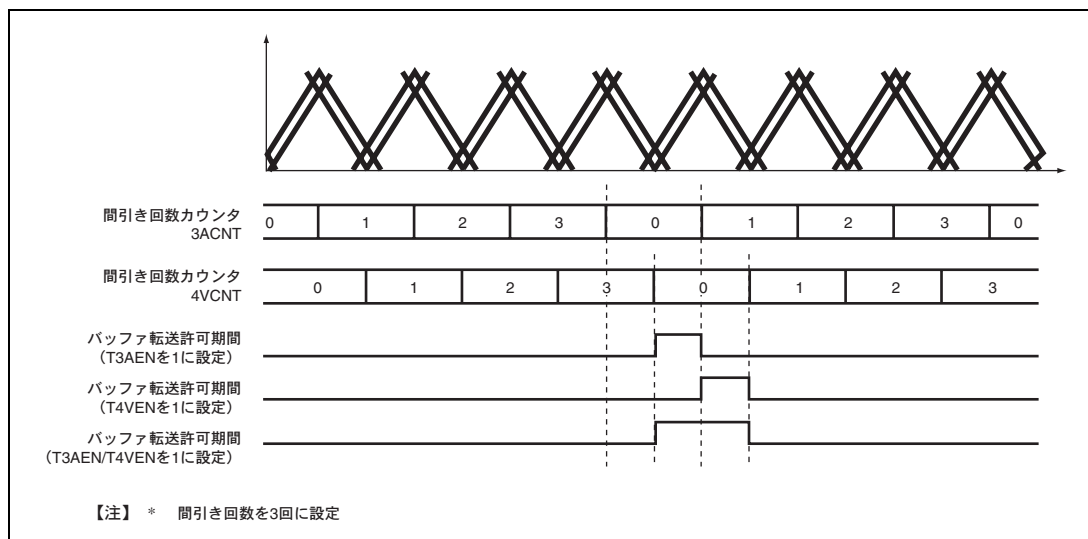 間引き回数カウンタ
3ACNT
0 1 2 3 0 1 2 3 0
間引き回数カウンタ
4VCNT
0 1 2 3 0 1 2 3
バッファ転送許可期間
（T3AENを1に設定）
バッファ転送許可期間
（T4VENを1に設定）
バッファ転送許可期間
（T3AEN/T4VENを1に設定）
【注】 * 間引き回数を3回に設定